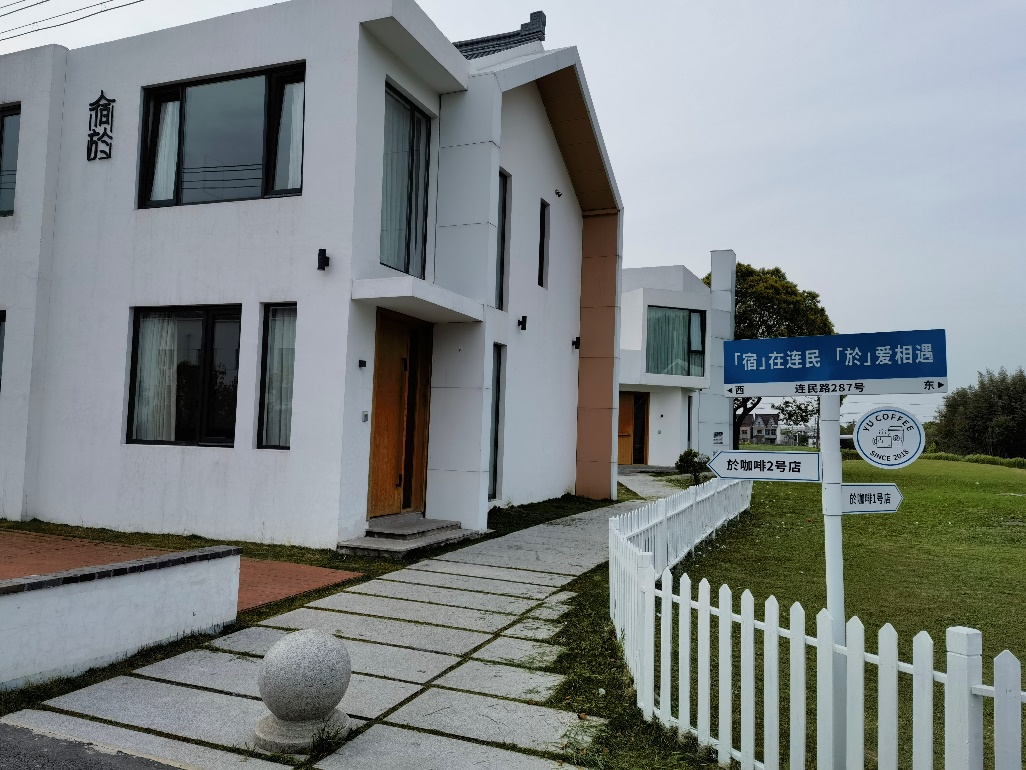 宿於
「宿」在连民 「於」爱相遇
◀西 连民路287号 东▶
YU COFFEE
SINCE 2018
於咖啡2号店
於咖啡1号店